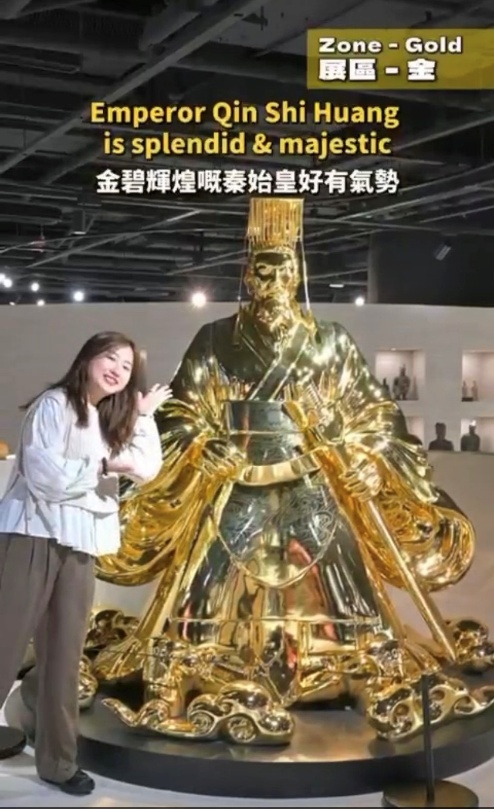 Zone - Gold
展區 - 金
Emperor Qin Shi Huang
is splendid & majestic
金碧輝煌嘅秦始皇好有氣勢